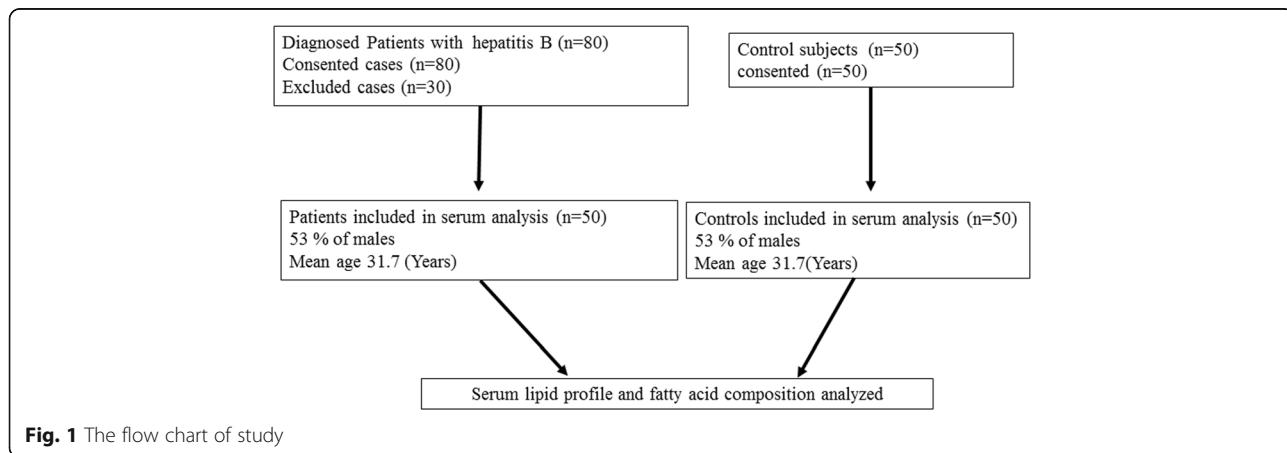 Diagnosed Patients with hepatitis B (n=80)
Consented cases (n=80)
Excluded cases (n=30)
Control subjects (n=50)
consented (n=50)
Patients included in serum analysis (n=50)
53 % of males
Mean age 31.7 (Years)
Controls included in serum analysis (n=50)
53 % of males
Mean age 31.7(Years)
Serum lipid profile and fatty acid composition analyzed
Fig. 1 The flow chart of study